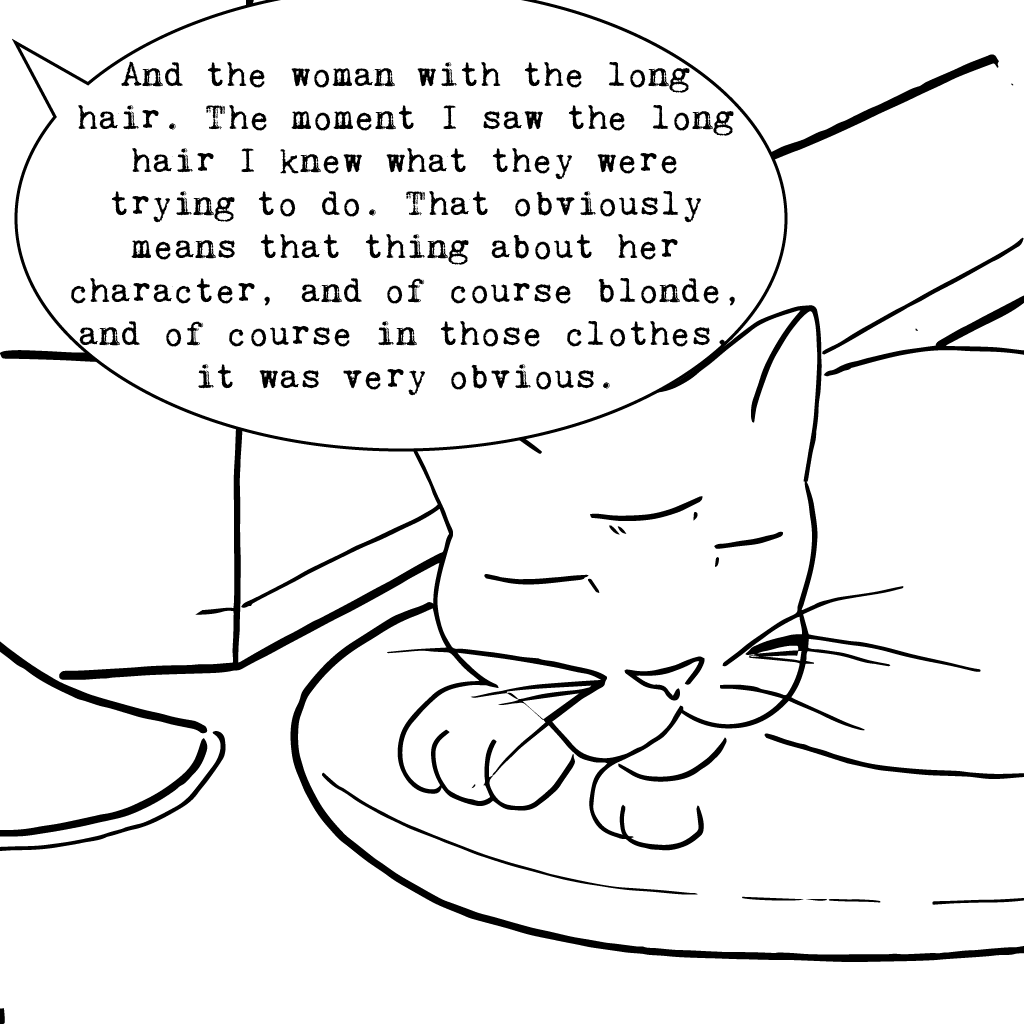 And the woman with the long
hair. The moment I saw the long
hair I knew what they were
trying to do. That obviously
means that thing about her
character, and of course blonde,
and of course in those clothes,
it was very obvious.